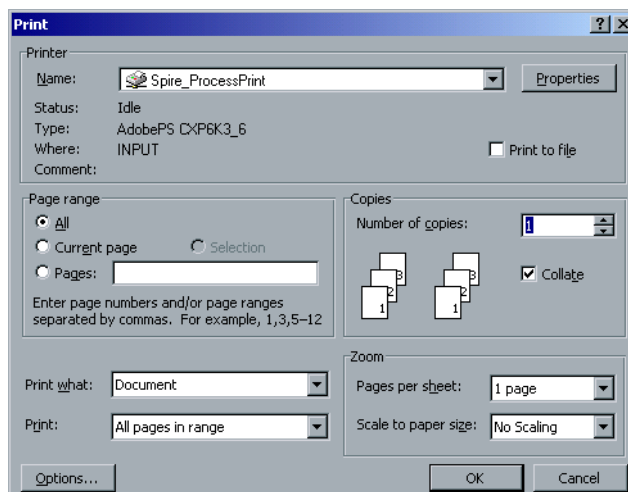 Print
Printer
Name: Spire_ProcessPrint Properties
Status: Idle
Type: AdobePS CXP6K3_6
Where: INPUT Print to file
Comment:
Page range
All
Current page Selection
Pages:
Enter page numbers and/or page ranges
separated by commas. For example, 1,3,5–12
Copies
Number of copies: 1
1 2 3 1 2 3 Collate
Print what: Document
Print: All pages in range
Zoom
Pages per sheet: 1 page
Scale to paper size: No Scaling
Options... OK Cancel